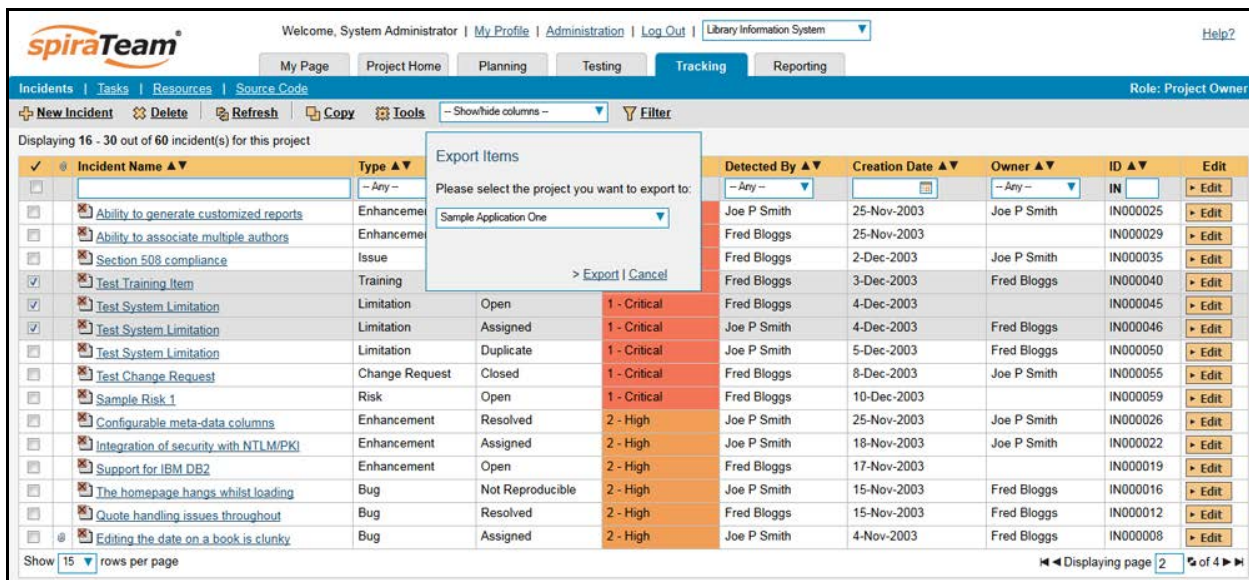 Welcome, System Administrator | My Profile | Administration | Log Out | Library Information System Help?
spiraTeam®
My Page Project Home Planning Testing Tracking Reporting
Incidents | Tasks | Resources | Source Code Role: Project Owner
New Incident Delete Refresh Copy Tools -- Show/hide columns -- Filter
Displaying 16 - 30 out of 60 incident(s) for this project
Export Items
Please select the project you want to export to:
Sample Application One
> Export | Cancel
✓ Incident Name ▲▼ Type ▲▼ Detected By ▲▼ Creation Date ▲▼ Owner ▲▼ ID ▲▼ Edit
-- Any -- -- Any -- -- Any -- IN ► Edit
Ability to generate customized reports Enhanceme Joe P Smith 25-Nov-2003 Joe P Smith IN000025 ► Edit
Ability to associate multiple authors Enhanceme Fred Bloggs 25-Nov-2003 IN000029 ► Edit
Section 508 compliance Issue Fred Bloggs 2-Dec-2003 Joe P Smith IN000035 ► Edit
Test Training Item Training Fred Bloggs 3-Dec-2003 Fred Bloggs IN000040 ► Edit
Test System Limitation Limitation Open 1 - Critical Fred Bloggs 4-Dec-2003 IN000045 ► Edit
Test System Limitation Limitation Assigned 1 - Critical Joe P Smith 4-Dec-2003 Fred Bloggs IN000046 ► Edit
Test System Limitation Limitation Duplicate 1 - Critical Joe P Smith 5-Dec-2003 Fred Bloggs IN000050 ► Edit
Test Change Request Change Request Closed 1 - Critical Fred Bloggs 8-Dec-2003 Joe P Smith IN000055 ► Edit
Sample Risk 1 Risk Open 1 - Critical Fred Bloggs 10-Dec-2003 IN000059 ► Edit
Configurable meta-data columns Enhancement Resolved 2 - High Joe P Smith 25-Nov-2003 Joe P Smith IN000026 ► Edit
Integration of security with NTLM/PKI Enhancement Assigned 2 - High Joe P Smith 18-Nov-2003 Joe P Smith IN000022 ► Edit
Support for IBM DB2 Enhancement Open 2 - High Fred Bloggs 17-Nov-2003 IN000019 ► Edit
The homepage hangs whilst loading Bug Not Reproducible 2 - High Joe P Smith 15-Nov-2003 Fred Bloggs IN000016 ► Edit
Quote handling issues throughout Bug Resolved 2 - High Fred Bloggs 15-Nov-2003 Fred Bloggs IN000012 ► Edit
Editing the date on a book is clunky Bug Assigned 2 - High Joe P Smith 4-Nov-2003 Fred Bloggs IN000008 ► Edit
Show 15 rows per page Displaying page 2 of 4